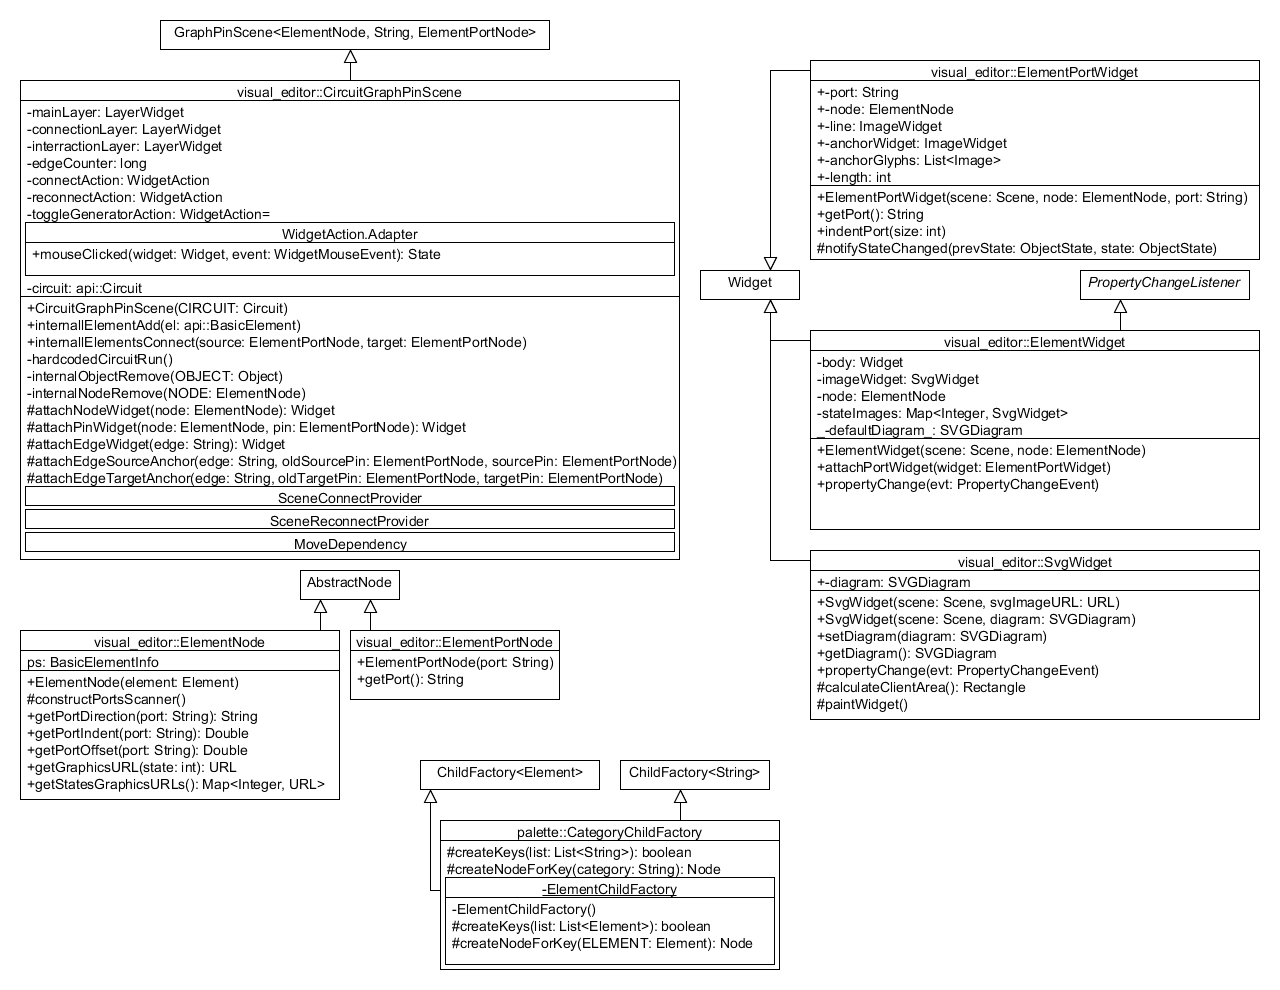 GraphPinScene<ElementNode, String, ElementPortNode>
visual_editor::CircuitGraphPinScene
-mainLayer: LayerWidget
-connectionLayer: LayerWidget
-interractionLayer: LayerWidget
-edgeCounter: long
-connectAction: WidgetAction
-reconnectAction: WidgetAction
-toggleGeneratorAction: WidgetAction=
WidgetAction.Adapter
+mouseClicked(widget: Widget, event: WidgetMouseEvent): State
-circuit: api::Circuit
+CircuitGraphPinScene(CIRCUIT: Circuit)
+internallElementAdd(el: api::BasicElement)
+internallElementsConnect(source: ElementPortNode, target: ElementPortNode)
-hardcodedCircuitRun()
-internalObjectRemove(OBJECT: Object)
-internalNodeRemove(NODE: ElementNode)
#attachNodeWidget(node: ElementNode): Widget
#attachPinWidget(node: ElementNode, pin: ElementPortNode): Widget
#attachEdgeWidget(edge: String): Widget
#attachEdgeSourceAnchor(edge: String, oldSourcePin: ElementPortNode, sourcePin: ElementPortNode)
#attachEdgeTargetAnchor(edge: String, oldTargetPin: ElementPortNode, targetPin: ElementPortNode)
SceneConnectProvider
SceneReconnectProvider
MoveDependency
visual_editor::ElementPortWidget
+-port: String
+-node: ElementNode
+-line: ImageWidget
+-anchorWidget: ImageWidget
+-anchorGlyphs: List<Image>
+-length: int
+ElementPortWidget(scene: Scene, node: ElementNode, port: String)
+getPort(): String
+indentPort(size: int)
#notifyStateChanged(prevState: ObjectState, state: ObjectState)
Widget
PropertyChangeListener
visual_editor::ElementWidget
-body: Widget
-imageWidget: SvgWidget
-node: ElementNode
-stateImages: Map<Integer, SvgWidget>
_-defaultDiagram_: SVGDiagram
+ElementWidget(scene: Scene, node: ElementNode)
+attachPortWidget(widget: ElementPortWidget)
+propertyChange(evt: PropertyChangeEvent)
visual_editor::SvgWidget
+-diagram: SVGDiagram
+SvgWidget(scene: Scene, svgImageURL: URL)
+SvgWidget(scene: Scene, diagram: SVGDiagram)
+setDiagram(diagram: SVGDiagram)
+getDiagram(): SVGDiagram
+propertyChange(evt: PropertyChangeEvent)
#calculateClientArea(): Rectangle
#paintWidget()
AbstractNode
visual_editor::ElementNode
ps: BasicElementInfo
+ElementNode(element: Element)
#constructPortsScanner()
+getPortDirection(port: String): String
+getPortIndent(port: String): Double
+getPortOffset(port: String): Double
+getGraphicsURL(state: int): URL
+getStatesGraphicsURLs(): Map<Integer, URL>
visual_editor::ElementPortNode
+ElementPortNode(port: String)
+getPort(): String
ChildFactory<Element>
ChildFactory<String>
palette::CategoryChildFactory
#createKeys(list: List<String>): boolean
#createNodeForKey(category: String): Node
-ElementChildFactory
-ElementChildFactory()
#createKeys(list: List<Element>): boolean
#createNodeForKey(ELEMENT: Element): Node